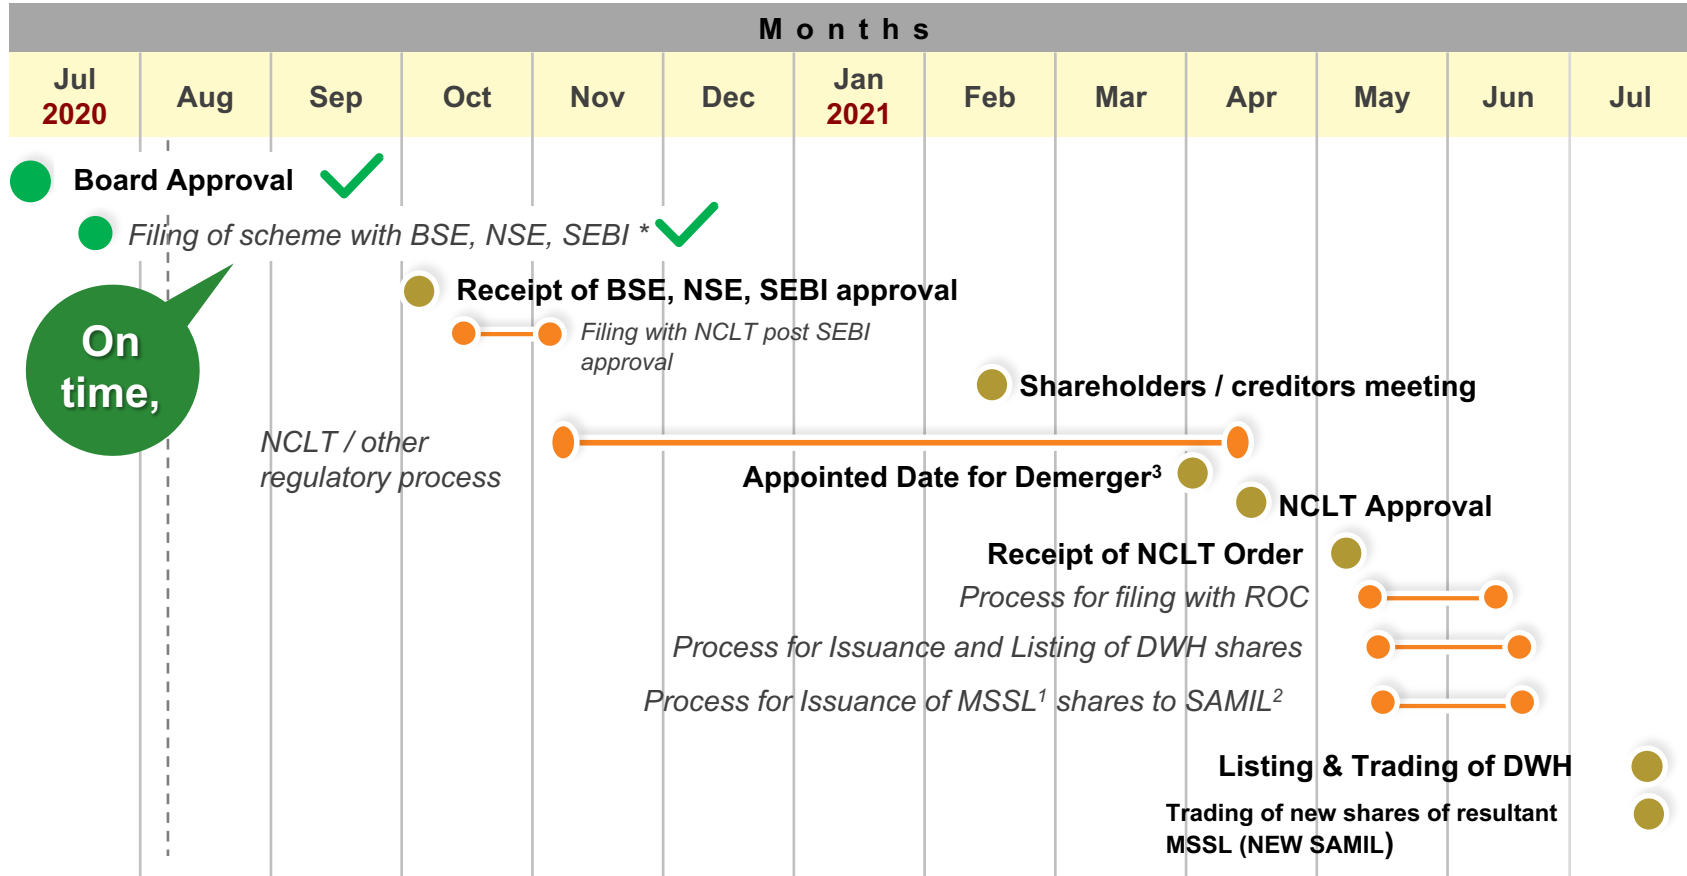 Months
Jul
2020
Aug
Sep
Oct
Nov
Dec
Jan
2021
Feb
Mar
Apr
May
Jun
Jul
Board Approval
Filing of scheme with BSE, NSE, SEBI *
Receipt of BSE, NSE, SEBI approval
On
time,
Filing with NCLT post SEBI
approval
Shareholders / creditors meeting
NCLT / other
regulatory process
Appointed Date for Demerger³
NCLT Approval
Receipt of NCLT Order
Process for filing with ROC
Process for Issuance and Listing of DWH shares
Process for Issuance of MSSL¹ shares to SAMIL²
Listing & Trading of DWH
Trading of new shares of resultant
MSSL (NEW SAMIL)